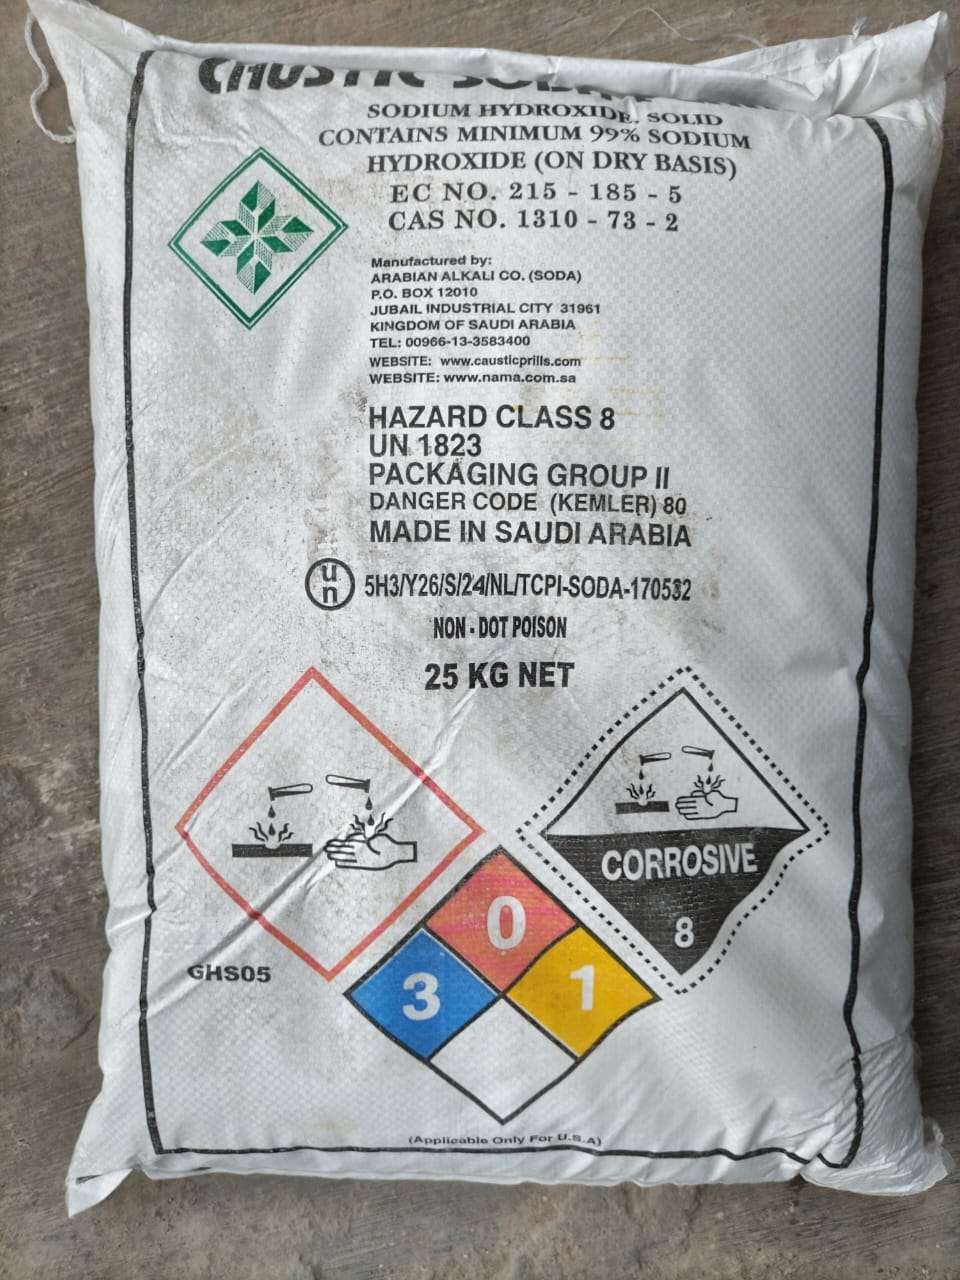 CAUSTIC SODA
SODIUM HYDROXIDE, SOLID
CONTAINS MINIMUM 99% SODIUM
HYDROXIDE (ON DRY BASIS)
EC NO. 215 - 185 - 5
CAS NO. 1310 - 73 - 2
Manufactured by:
ARABIAN ALKALI CO. (SODA)
P.O. BOX 12010
JUBAIL INDUSTRIAL CITY 31961
KINGDOM OF SAUDI ARABIA
TEL: 00966-13-3583400
WEBSITE: www.causticprills.com
WEBSITE: www.nama.com.sa
HAZARD CLASS 8
UN 1823
PACKAGING GROUP II
DANGER CODE (KEMLER) 80
MADE IN SAUDI ARABIA
un 5H3/Y26/S/24/NL/TCPI-SODA-170532
NON - DOT POISON
25 KG NET
CORROSIVE
8
GHS05
0
3
1
(Applicable Only For U.S.A)